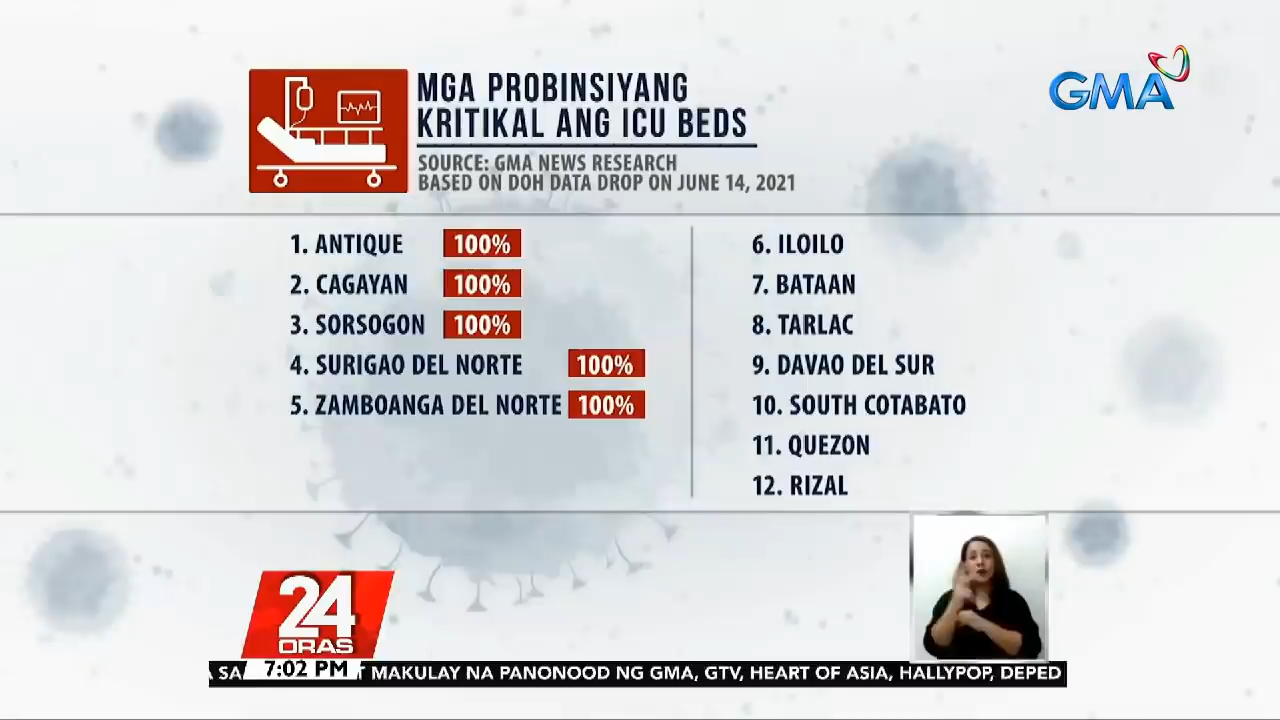 MGA PROBINSIYANG
KRITIKAL ANG ICU BEDS
GMA
SOURCE: GMA NEWS RESEARCH
BASED ON DOH DATA DROP ON JUNE 14, 2021
1. ANTIQUE 100%
2. CAGAYAN 100%
3. SORSOGON 100%
4. SURIGAO DEL NORTE 100%
5. ZAMBOANGA DEL NORTE 100%
6. ILOILO
7. BATAAN
8. TARLAC
9. DAVAO DEL SUR
10. SOUTH COTABATO
11. QUEZON
12. RIZAL
24
ORAS
SA 7:02 PM T MAKULAY NA PANONOOD NG GMA, GTV, HEART OF ASIA, HALLYPOP, DEPED